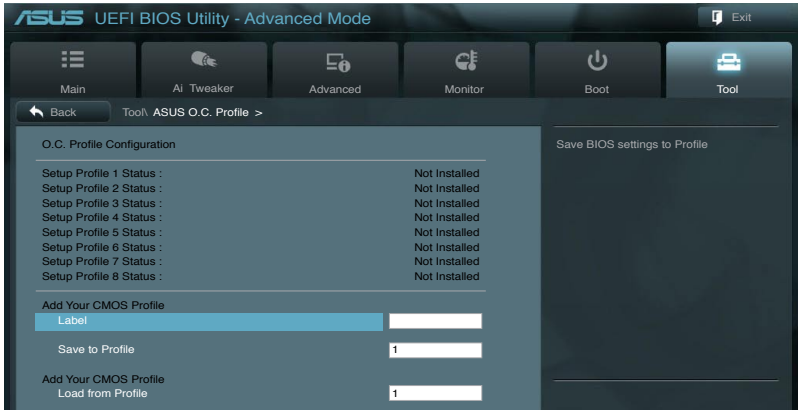 ASUS UEFI BIOS Utility - Advanced Mode
Exit
Main
Ai Tweaker
Advanced
Monitor
Boot
Tool
Back
Tool\ ASUS O.C. Profile >
O.C. Profile Configuration
Save BIOS settings to Profile
Setup Profile 1 Status : Not Installed
Setup Profile 2 Status : Not Installed
Setup Profile 3 Status : Not Installed
Setup Profile 4 Status : Not Installed
Setup Profile 5 Status : Not Installed
Setup Profile 6 Status : Not Installed
Setup Profile 7 Status : Not Installed
Setup Profile 8 Status : Not Installed
Add Your CMOS Profile
Label
Save to Profile 1
Add Your CMOS Profile
Load from Profile 1